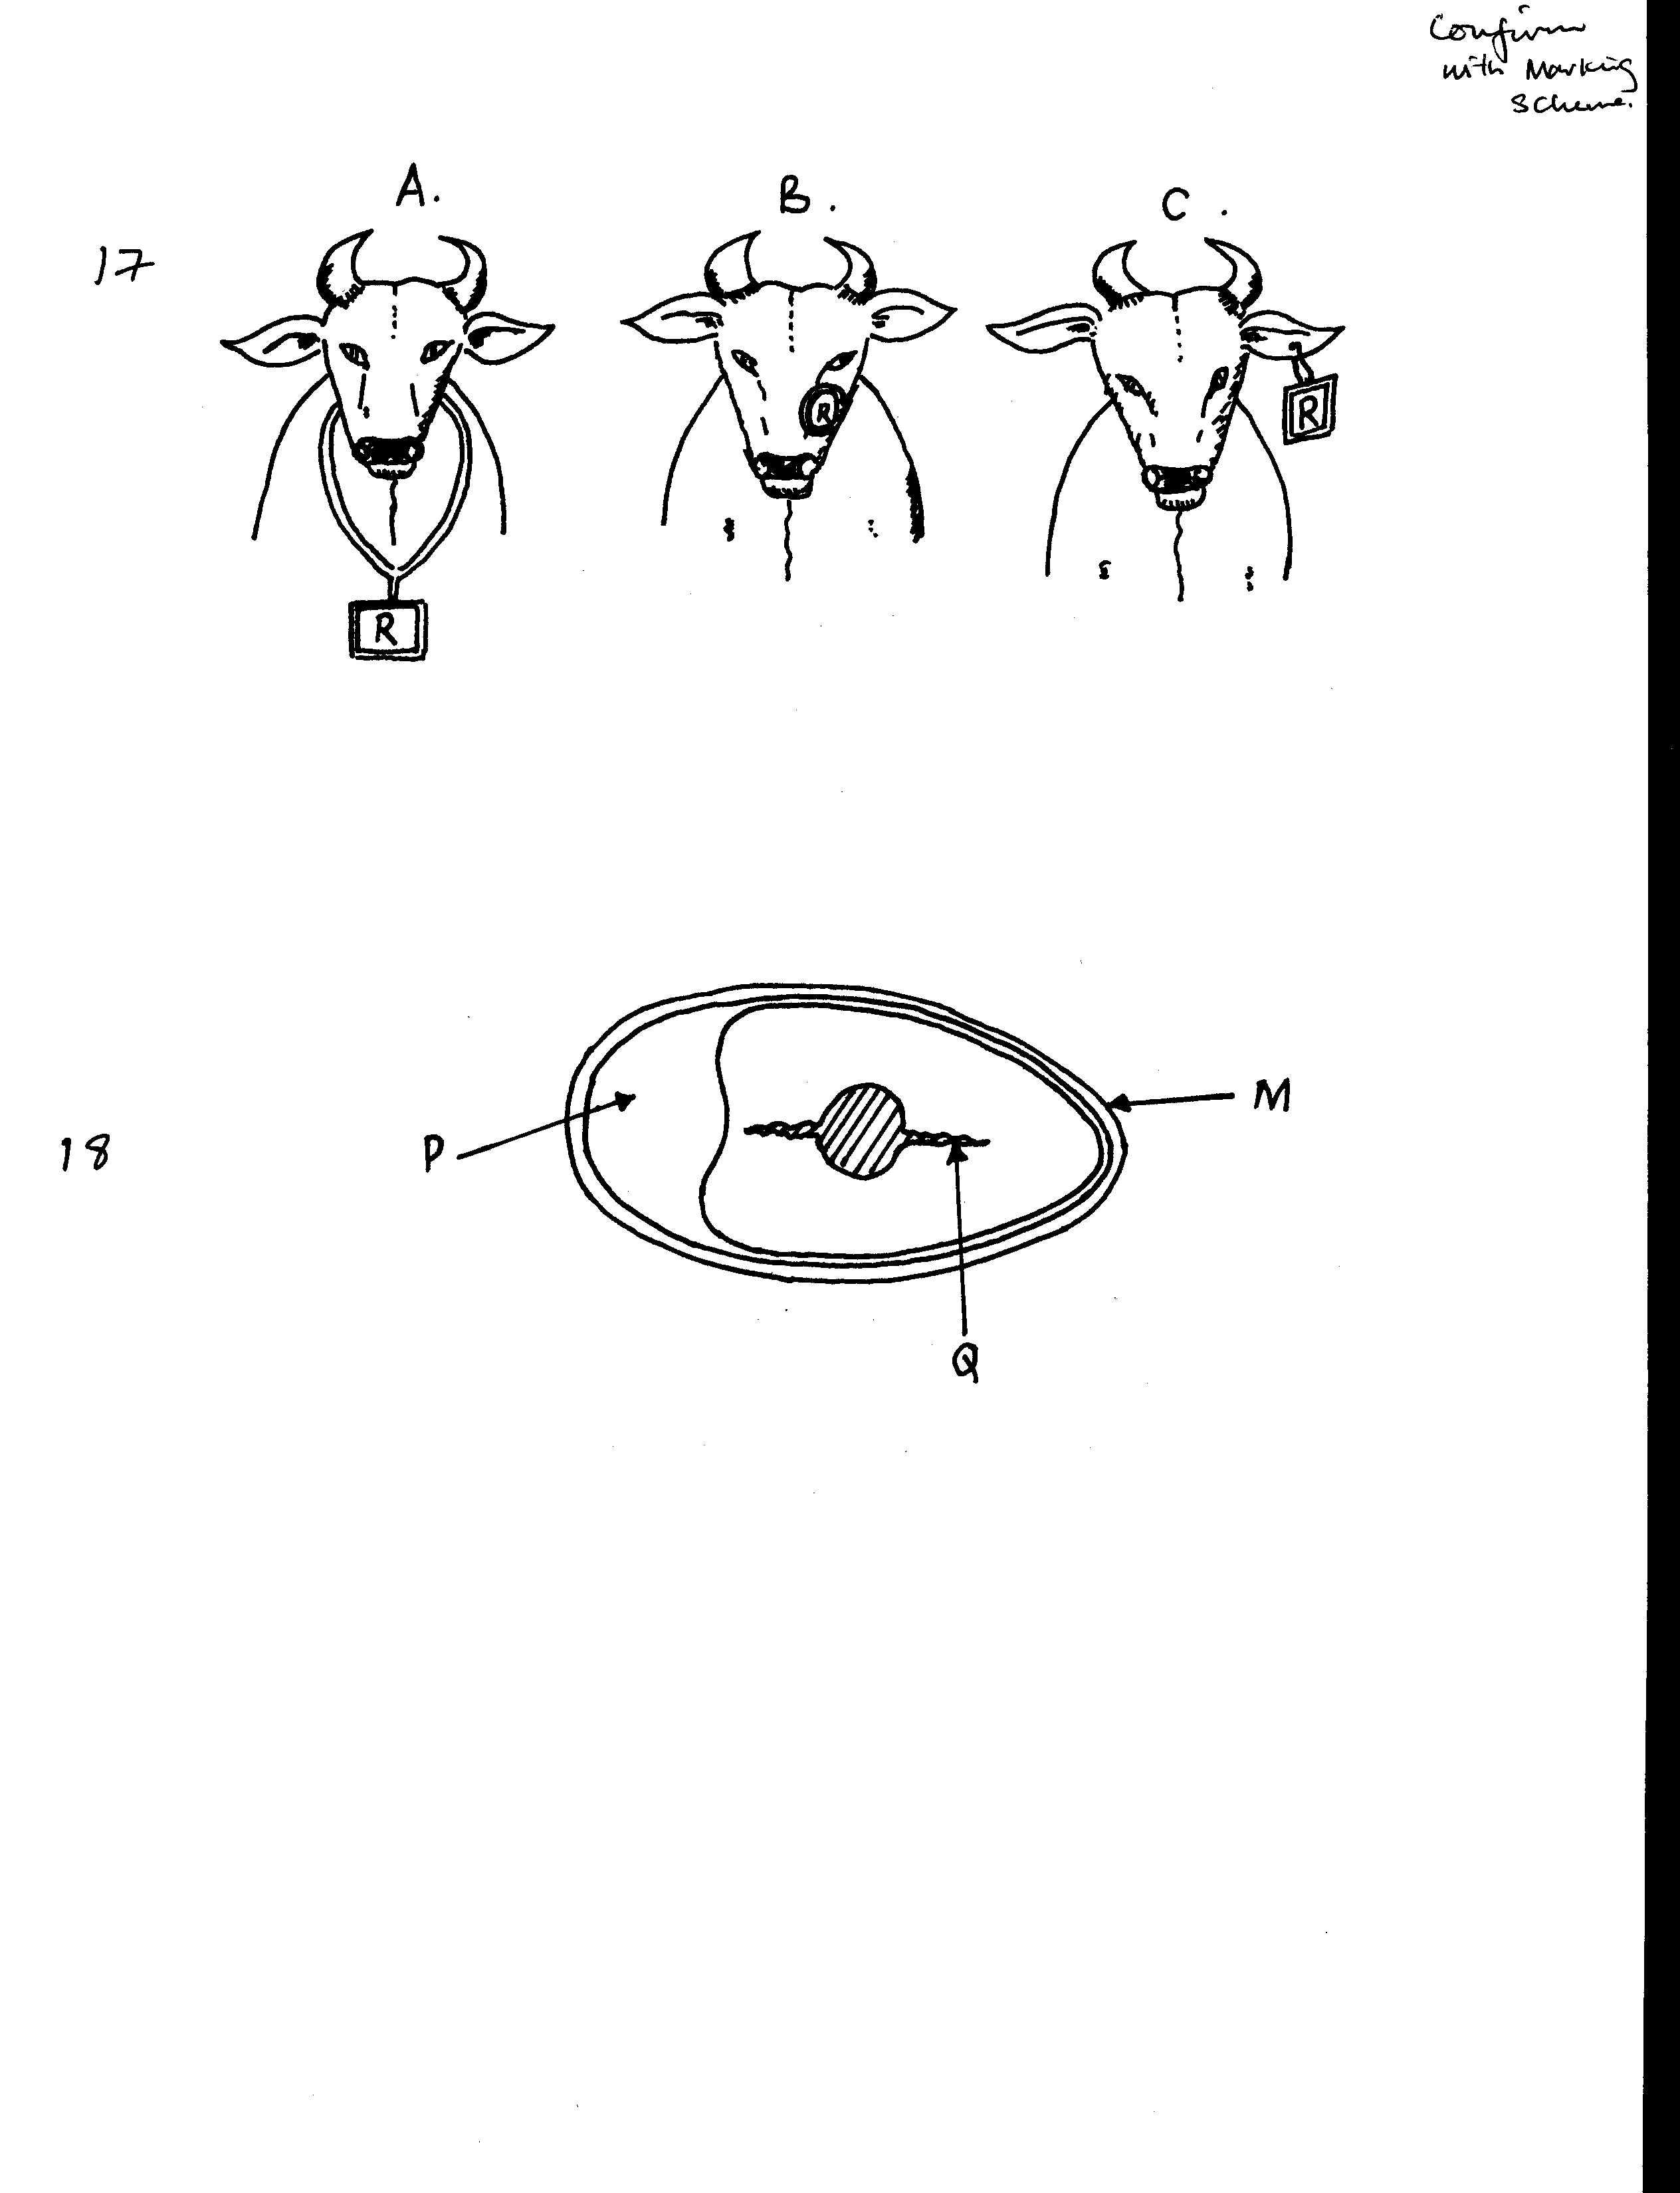 Confirm
with Marking
Scheme.
A. B. C.
17
R R R
M
P
18
Q